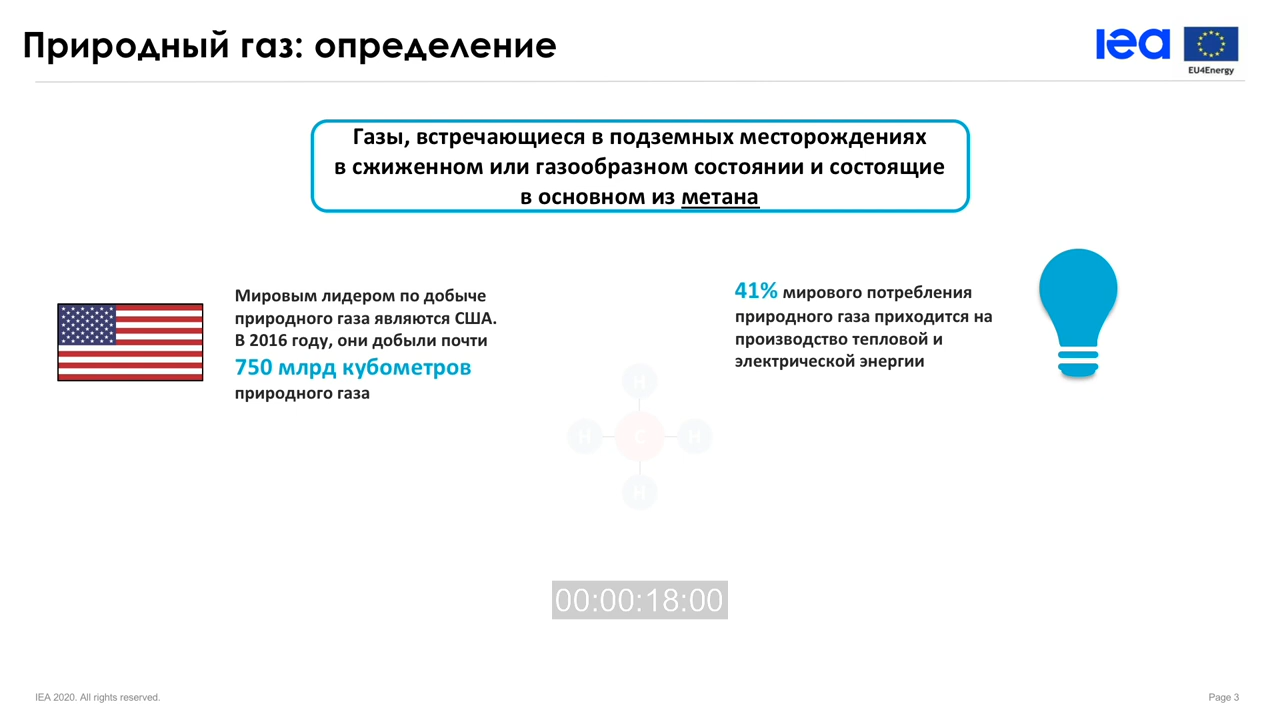 Природный газ: определение
iea
EU4Energy
Газы, встречающиеся в подземных месторождениях
в сжиженном или газообразном состоянии и состоящие
в основном из метана
Мировым лидером по добыче
природного газа являются США.
В 2016 году, они добыли почти
750 млрд кубометров
природного газа
41% мирового потребления
природного газа приходится на
производство тепловой и
электрической энергии
H
H C H
H
00:00:18:00
IEA 2020. All rights reserved.
Page 3